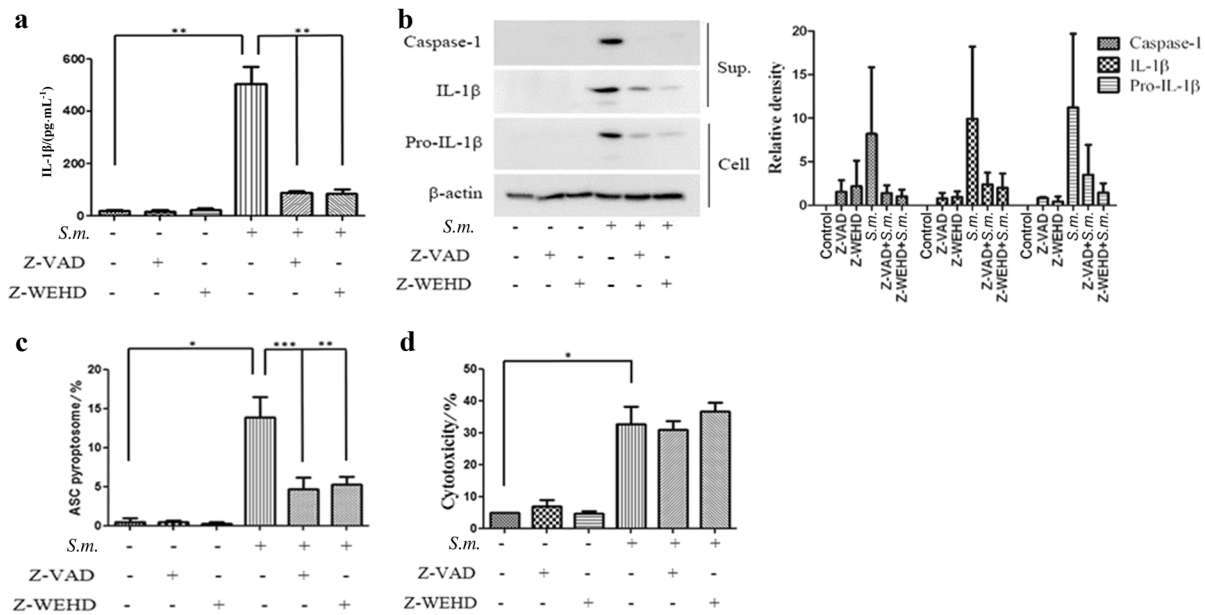 a
** **
IL-1β/(pg·mL⁻¹)
600
400
200
0
S.m. - - - + + +
Z-VAD - + - - + -
Z-WEHD - - + - - +
b
Caspase-1
IL-1β
Pro-IL-1β
β-actin
Sup.
Cell
S.m. - - - + + +
Z-VAD - + - - + -
Z-WEHD - - + - - +
Relative density
20
15
10
5
0
Caspase-1
IL-1β
Pro-IL-1β
Control
Z-VAD
Z-WEHD
S.m.
Z-VAD+S.m.
Z-WEHD+S.m.
Control
Z-VAD
Z-WEHD
S.m.
Z-VAD+S.m.
Z-WEHD+S.m.
Control
Z-VAD
Z-WEHD
S.m.
Z-VAD+S.m.
Z-WEHD+S.m.
c
* *** **
ASC pyroptosome/%
20
15
10
5
0
S.m. - - - + + +
Z-VAD - + - - + -
Z-WEHD - - + - - +
d
*
Cytotoxicity/%
50
40
30
20
10
0
S.m. - - - + + +
Z-VAD - + - - + -
Z-WEHD - - + - - +